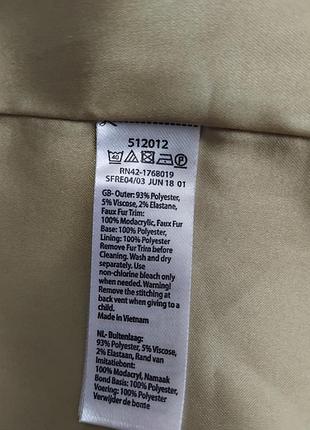 512012
40 P
RN42-1768019
SFRE04/03 JUN 18 01
GB- Outer: 93% Polyester,
5% Viscose, 2% Elastane,
Faux Fur Trim:
100% Modacrylic, Faux Fur
Base: 100% Polyester,
Lining: 100% Polyester
Remove Fur Trim before
Cleaning. Wash and dry
separately. Use
non-chlorine bleach only
when needed. Warning!
Remove the stitching at
back vent before giving to
a child.
Made in Vietnam
NL- Buitenlaag:
93% Polyester, 5% Viscose,
2% Elastaan, Rand van
Imitatiebont:
100% Modacryl, Namaak
Bond Basis: 100% Polyester,
Voering: 100% Polyester
Verwijder de bonte